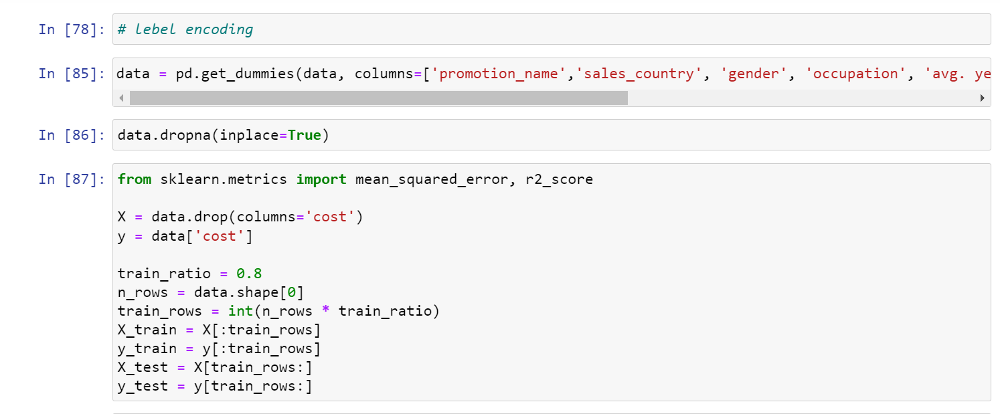 In [78]: # lebel encoding
In [85]: data = pd.get_dummies(data, columns=['promotion_name','sales_country', 'gender', 'occupation', 'avg. ye
In [86]: data.dropna(inplace=True)
In [87]: from sklearn.metrics import mean_squared_error, r2_score
X = data.drop(columns='cost')
y = data['cost']
train_ratio = 0.8
n_rows = data.shape[0]
train_rows = int(n_rows * train_ratio)
X_train = X[:train_rows]
y_train = y[:train_rows]
X_test = X[train_rows:]
y_test = y[train_rows:]